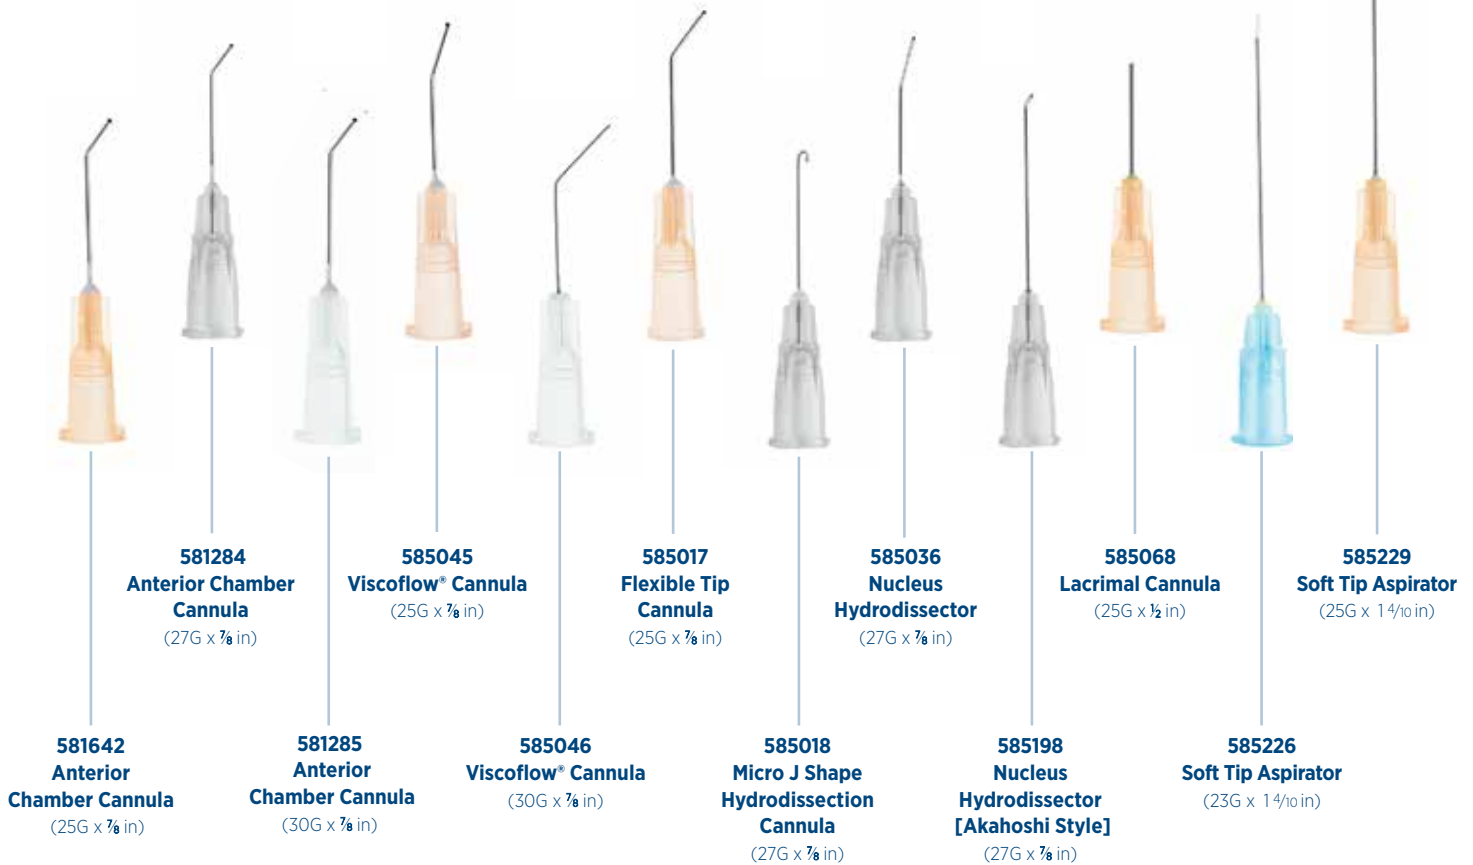 581284
Anterior Chamber
Cannula
(27G x ⅞ in)
585045
Viscoflow® Cannula
(25G x ⅞ in)
585017
Flexible Tip
Cannula
(25G x ⅞ in)
585036
Nucleus
Hydrodissector
(27G x ⅞ in)
585068
Lacrimal Cannula
(25G x ½ in)
585229
Soft Tip Aspirator
(25G x 1 4/10 in)
581642
Anterior
Chamber Cannula
(25G x ⅞ in)
581285
Anterior
Chamber Cannula
(30G x ⅞ in)
585046
Viscoflow® Cannula
(30G x ⅞ in)
585018
Micro J Shape
Hydrodissection
Cannula
(27G x ⅞ in)
585198
Nucleus
Hydrodissector
[Akahoshi Style]
(27G x ⅞ in)
585226
Soft Tip Aspirator
(23G x 1 4/10 in)